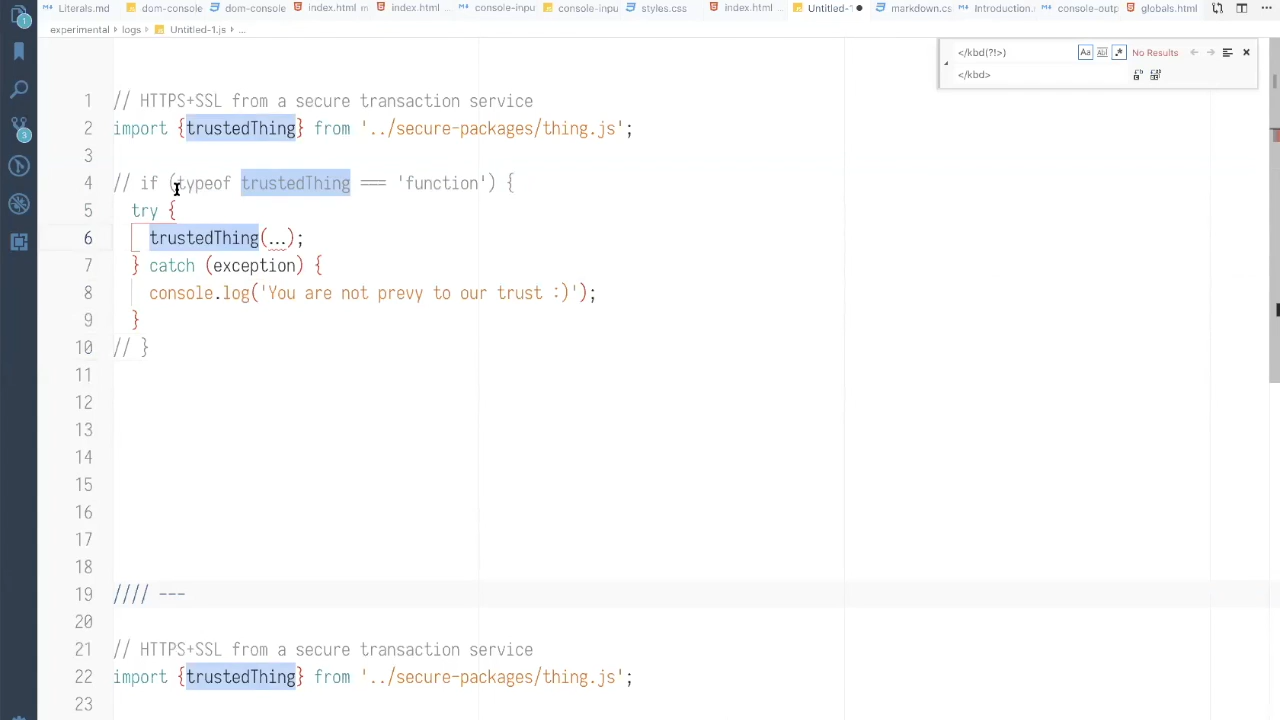 Literals.md dom-console dom-console index.html m index.html console-inpu console-inpu styles.css index.html Untitled-1 markdown.cs Introduction. console-outp globals.html
experimental › logs › Untitled-1.js › ...
</kbd(?!>) Aa Abl .* No Results
</kbd>
1 // HTTPS+SSL from a secure transaction service
2 import {trustedThing} from '../secure-packages/thing.js';
3
4 // if (typeof trustedThing === 'function') {
5 try {
6 trustedThing(...);
7 } catch (exception) {
8 console.log('You are not prevy to our trust :)');
9 }
10 // }
11
12
13
14
15
16
17
18
19 //// ---
20
21 // HTTPS+SSL from a secure transaction service
22 import {trustedThing} from '../secure-packages/thing.js';
23
1
3